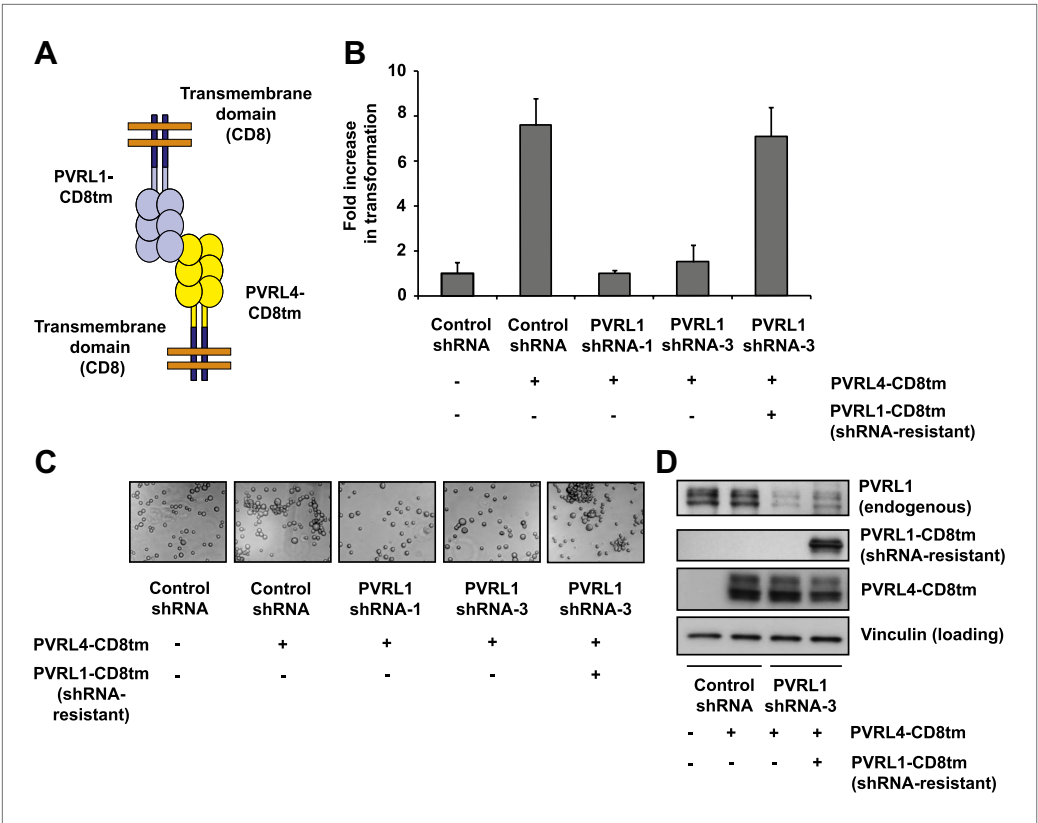 A
Transmembrane
domain
(CD8)
PVRL1-
CD8tm
PVRL4-
CD8tm
Transmembrane
domain
(CD8)
B
Fold increase
in transformation
10
8
6
4
2
0
Control
shRNA
Control
shRNA
PVRL1
shRNA-1
PVRL1
shRNA-3
PVRL1
shRNA-3
- + + + + PVRL4-CD8tm
- - - - + PVRL1-CD8tm
(shRNA-resistant)
C
Control
shRNA
Control
shRNA
PVRL1
shRNA-1
PVRL1
shRNA-3
PVRL1
shRNA-3
PVRL4-CD8tm - + + + +
PVRL1-CD8tm - - - - +
(shRNA-
resistant)
D
PVRL1
(endogenous)
PVRL1-CD8tm
(shRNA-resistant)
PVRL4-CD8tm
Vinculin (loading)
Control
shRNA
PVRL1
shRNA-3
- + + + PVRL4-CD8tm
- - - + PVRL1-CD8tm
(shRNA-resistant)